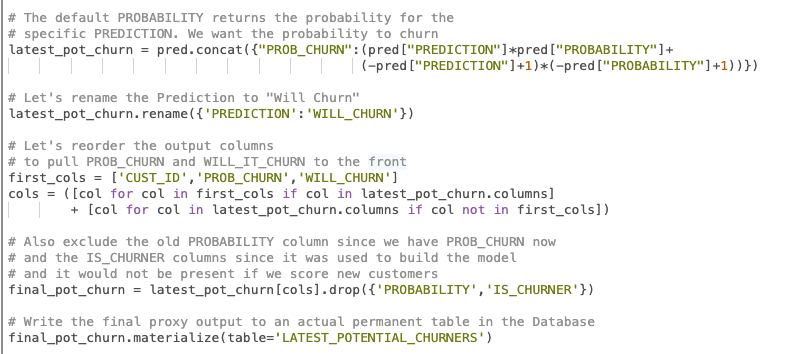 # The default PROBABILITY returns the probability for the
# specific PREDICTION. We want the probability to churn
latest_pot_churn = pred.concat({"PROB_CHURN":(pred["PREDICTION"]*pred["PROBABILITY"]+
(-pred["PREDICTION"]+1)*(-pred["PROBABILITY"]+1))})
# Let's rename the Prediction to "Will Churn"
latest_pot_churn.rename({'PREDICTION':'WILL_CHURN'})
# Let's reorder the output columns
# to pull PROB_CHURN and WILL_IT_CHURN to the front
first_cols = ['CUST_ID','PROB_CHURN','WILL_CHURN']
cols = ([col for col in first_cols if col in latest_pot_churn.columns]
+ [col for col in latest_pot_churn.columns if col not in first_cols])
# Also exclude the old PROBABILITY column since we have PROB_CHURN now
# and the IS_CHURNER columns since it was used to build the model
# and it would not be present if we score new customers
final_pot_churn = latest_pot_churn[cols].drop({'PROBABILITY','IS_CHURNER'})
# Write the final proxy output to an actual permanent table in the Database
final_pot_churn.materialize(table='LATEST_POTENTIAL_CHURNERS')